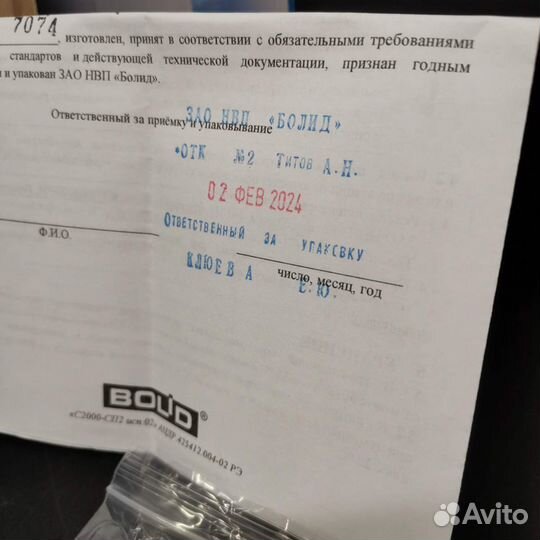 7074
, изготовлен, принят в соответствии с обязательными требованиями
стандартов и действующей технической документации, признан годным
и упакован ЗАО НВП «Болид».
Ответственный за приёмку и упаковывание
ЗАО НВП «БОЛИД»
ОТК №2 Титов А.Н.
02 ФЕВ 2024
Ответственный за упаковку
Ф.И.О.
КЛЮЕВА Е.Ю.
число, месяц, год
BOLID®
«С2000-СП2 исп.02» АЦДР.425412.004-02 РЭ
Avito